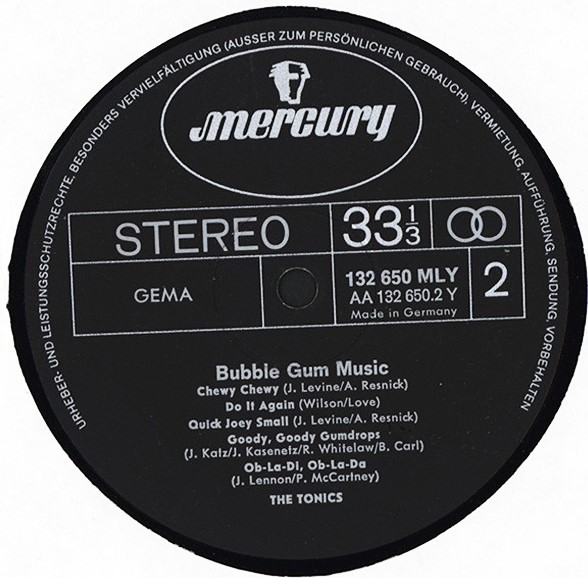 URHEBER- UND LEISTUNGSSCHUTZRECHTE, BESONDERS VERVIELFÄLTIGUNG (AUSSER ZUM PERSÖNLICHEN GEBRAUCH), VERMIETUNG, AUFFÜHRUNG, SENDUNG, VORBEHALTEN
mercury
STEREO
33 1/3
GEMA
132 650 MLY
AA 132 650.2 Y
Made in Germany
2
Bubble Gum Music
Chewy Chewy (J. Levine/A. Resnick)
Do It Again (Wilson/Love)
Quick Joey Small (J. Levine/A. Resnick)
Goody, Goody Gumdrops
(J. Katz/J. Kasenetz/R. Whitelaw/B. Carl)
Ob-La-Di, Ob-La-Da
(J. Lennon/P. McCartney)
THE TONICS